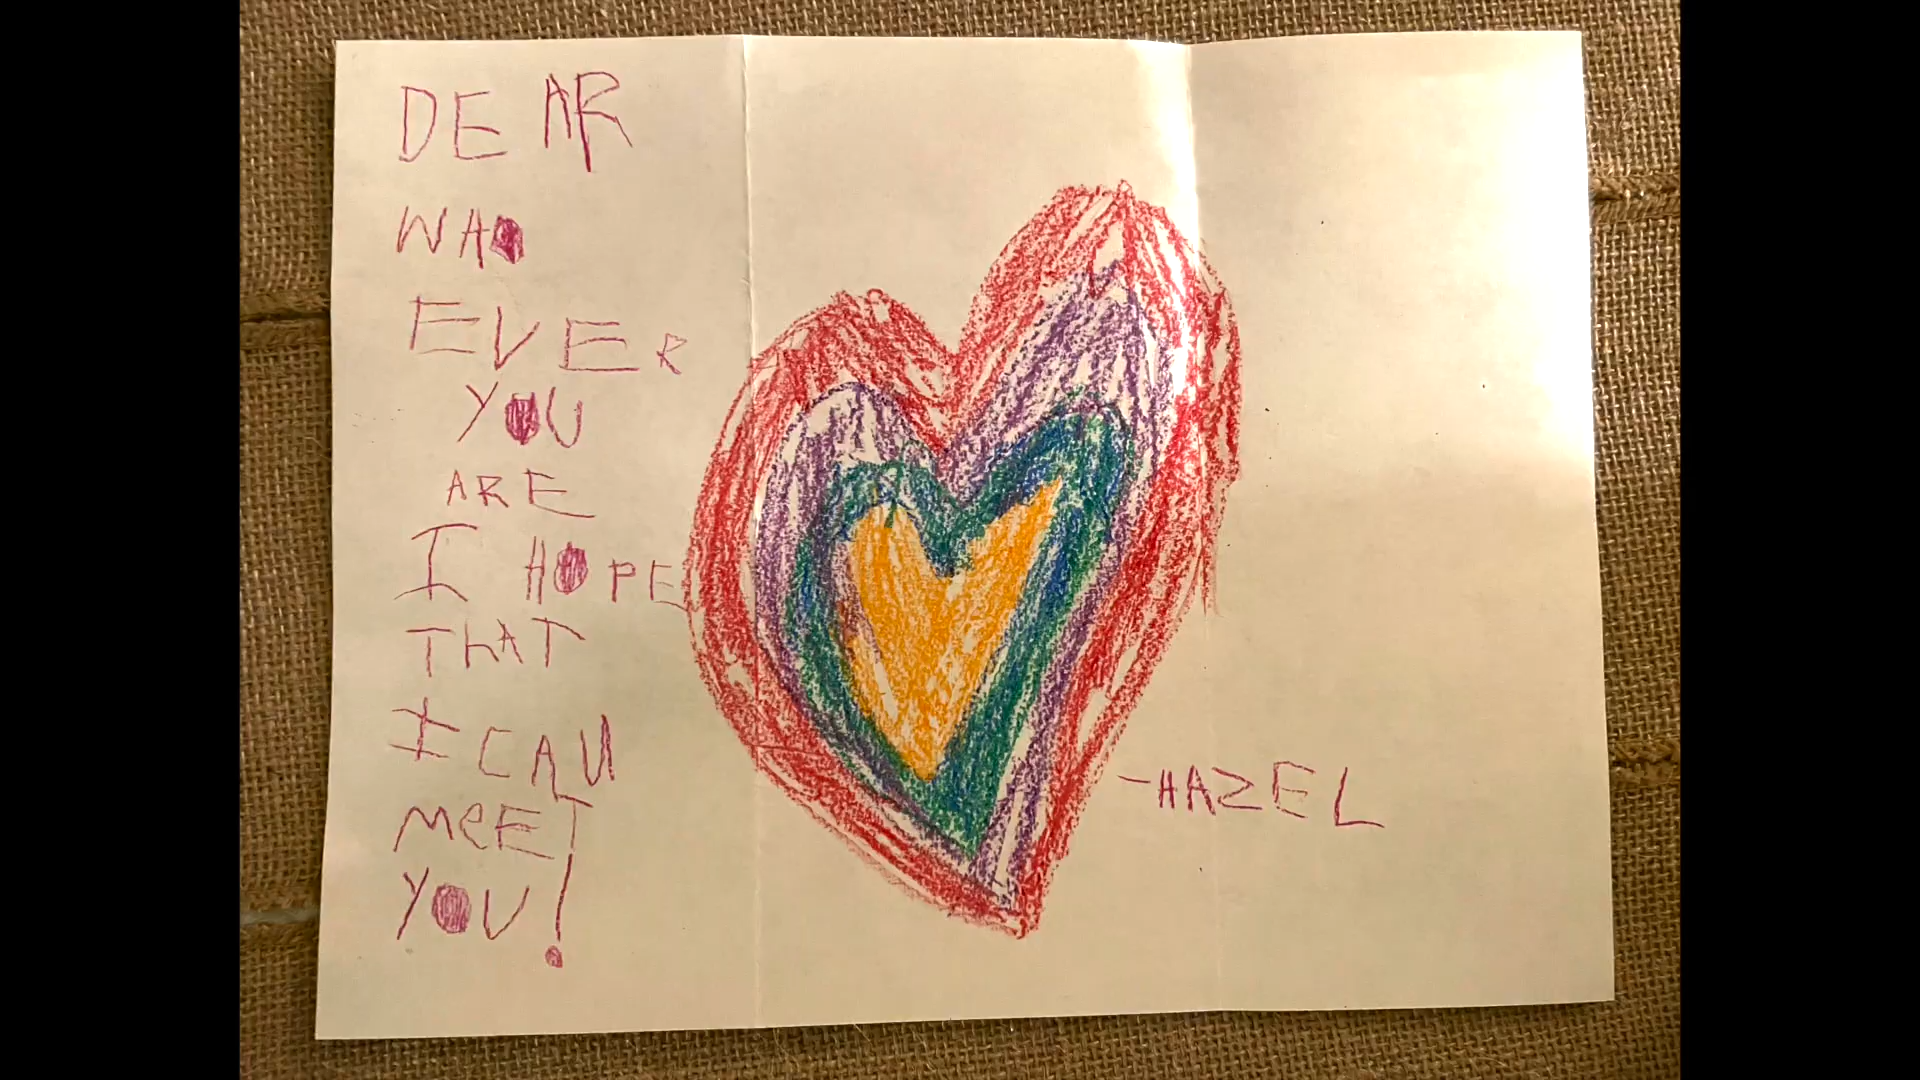 DEAR
WHO
EVER
YOU
ARE
I HOPE
ThAT
I CAN
MeET
YOU!
-HAZEL